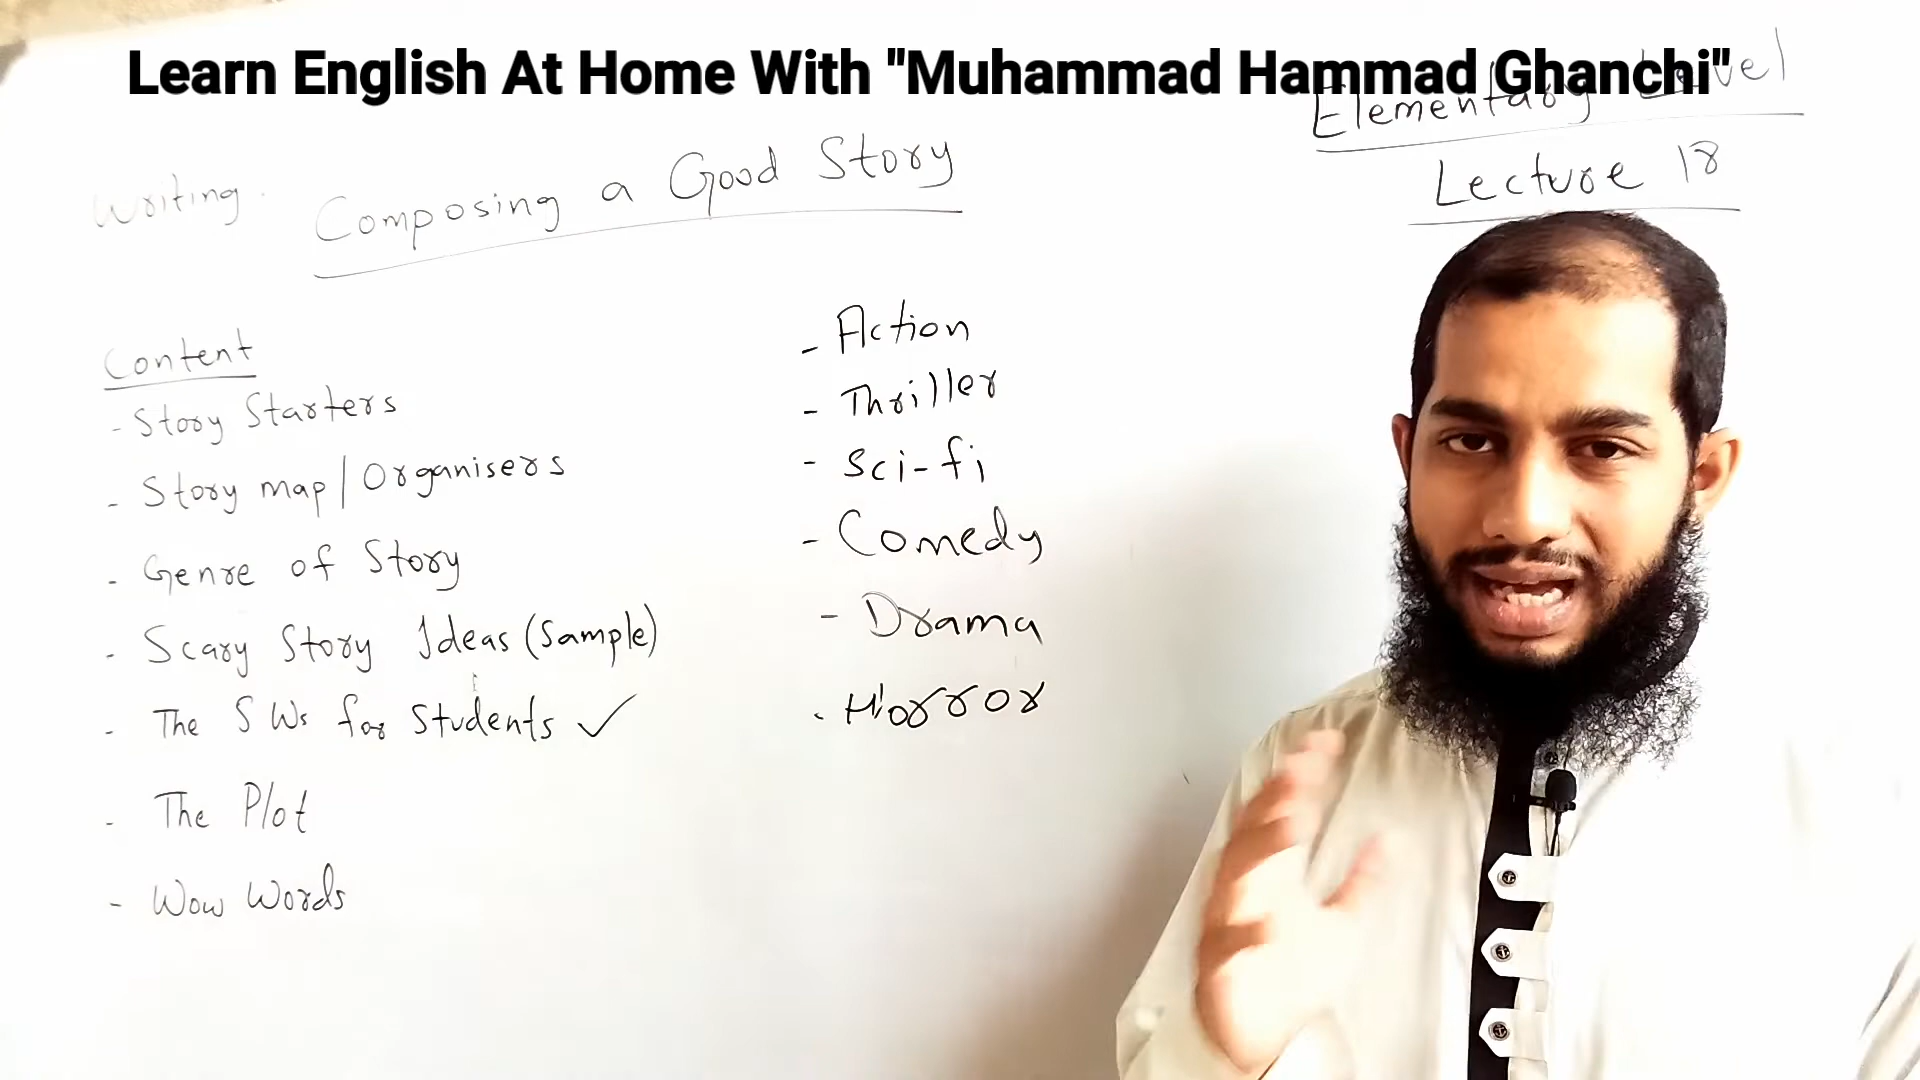 Learn English At Home With "Muhammad Hammad Ghanchi"
Elementary Level
Lecture 18
Writing.
Composing a Good Story
Content
- Story Starters
- Story map/Organisers
- Genre of Story
- Scary Story Ideas (Sample)
- The 5 Ws for Students ✓
- The Plot
- Wow Words
- Action
- Thriller
- Sci-fi
- Comedy
- Drama
- Horror